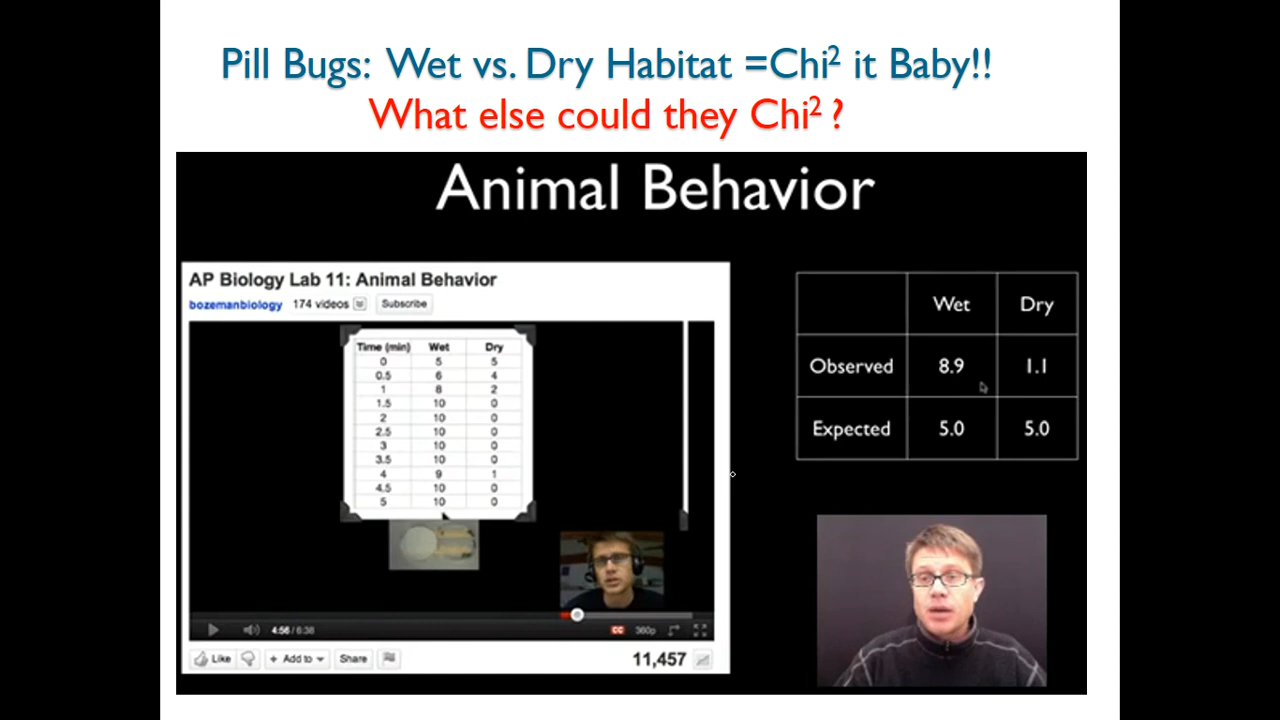 Pill Bugs: Wet vs. Dry Habitat =Chi² it Baby!!
What else could they Chi² ?
Animal Behavior
AP Biology Lab 11: Animal Behavior
bozemanbiology 174 videos Subscribe
Time (min) Wet Dry
0 5 5
0.5 6 4
1 8 2
1.5 10 0
2 10 0
2.5 10 0
3 10 0
3.5 10 0
4 9 1
4.5 10 0
5 10 0
4:56 / 6:38 CC 360p
Like + Add to Share 11,457
Wet Dry
Observed 8.9 1.1
Expected 5.0 5.0